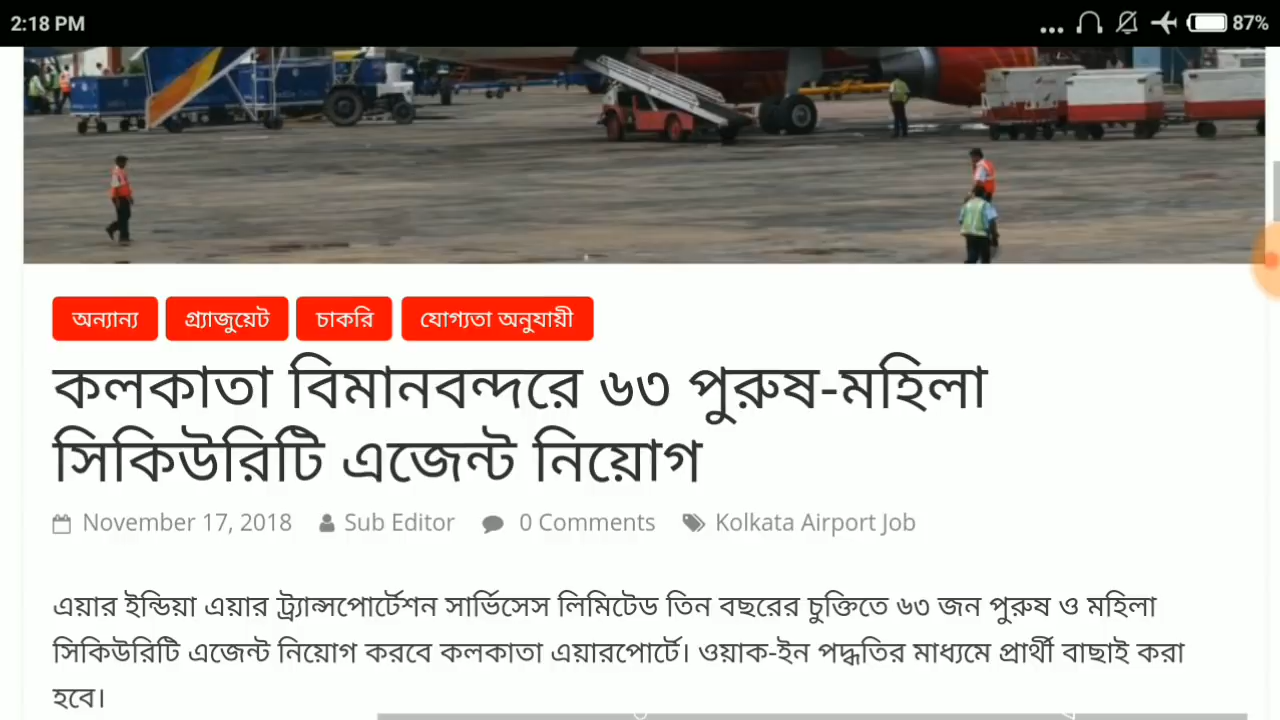 2:18 PM
87%
অন্যান্য গ্র্যাজুয়েট চাকরি যোগ্যতা অনুযায়ী
কলকাতা বিমানবন্দরে ৬৩ পুরুষ-মহিলা
সিকিউরিটি এজেন্ট নিয়োগ
November 17, 2018 Sub Editor 0 Comments Kolkata Airport Job
এয়ার ইন্ডিয়া এয়ার ট্র্যান্সপোর্টেশন সার্ভিসেস লিমিটেড তিন বছরের চুক্তিতে ৬৩ জন পুরুষ ও মহিলা
সিকিউরিটি এজেন্ট নিয়োগ করবে কলকাতা এয়ারপোর্টে। ওয়াক-ইন পদ্ধতির মাধ্যমে প্রার্থী বাছাই করা
হবে।